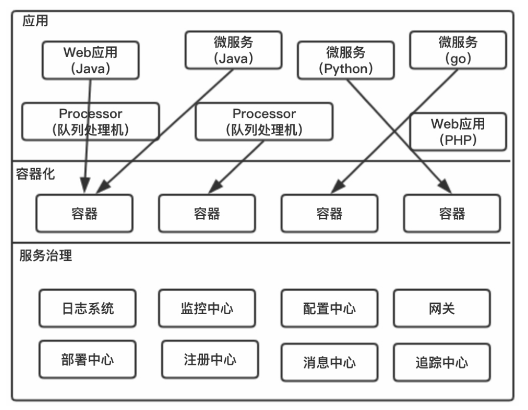 应用
Web应用
（Java）
微服务
（Java）
微服务
（Python）
微服务
（go）
Processor
（队列处理机）
Processor
（队列处理机）
Web应用
（PHP）
容器化
容器
容器
容器
容器
服务治理
日志系统
监控中心
配置中心
网关
部署中心
注册中心
消息中心
追踪中心